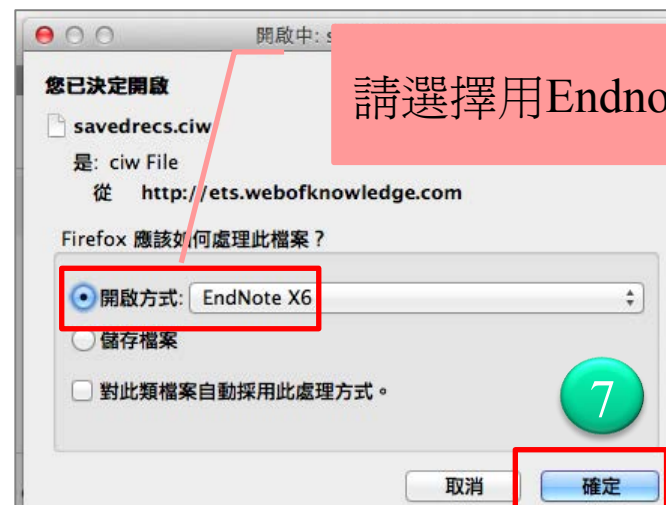 開啟中: s
請選擇用Endno
您已決定開啟
savedrecs.ciw
是: ciw File
從 http://ets.webofknowledge.com
Firefox 應該如何處理此檔案？
開啟方式: EndNote X6
儲存檔案
對此類檔案自動採用此處理方式。
7
取消 確定